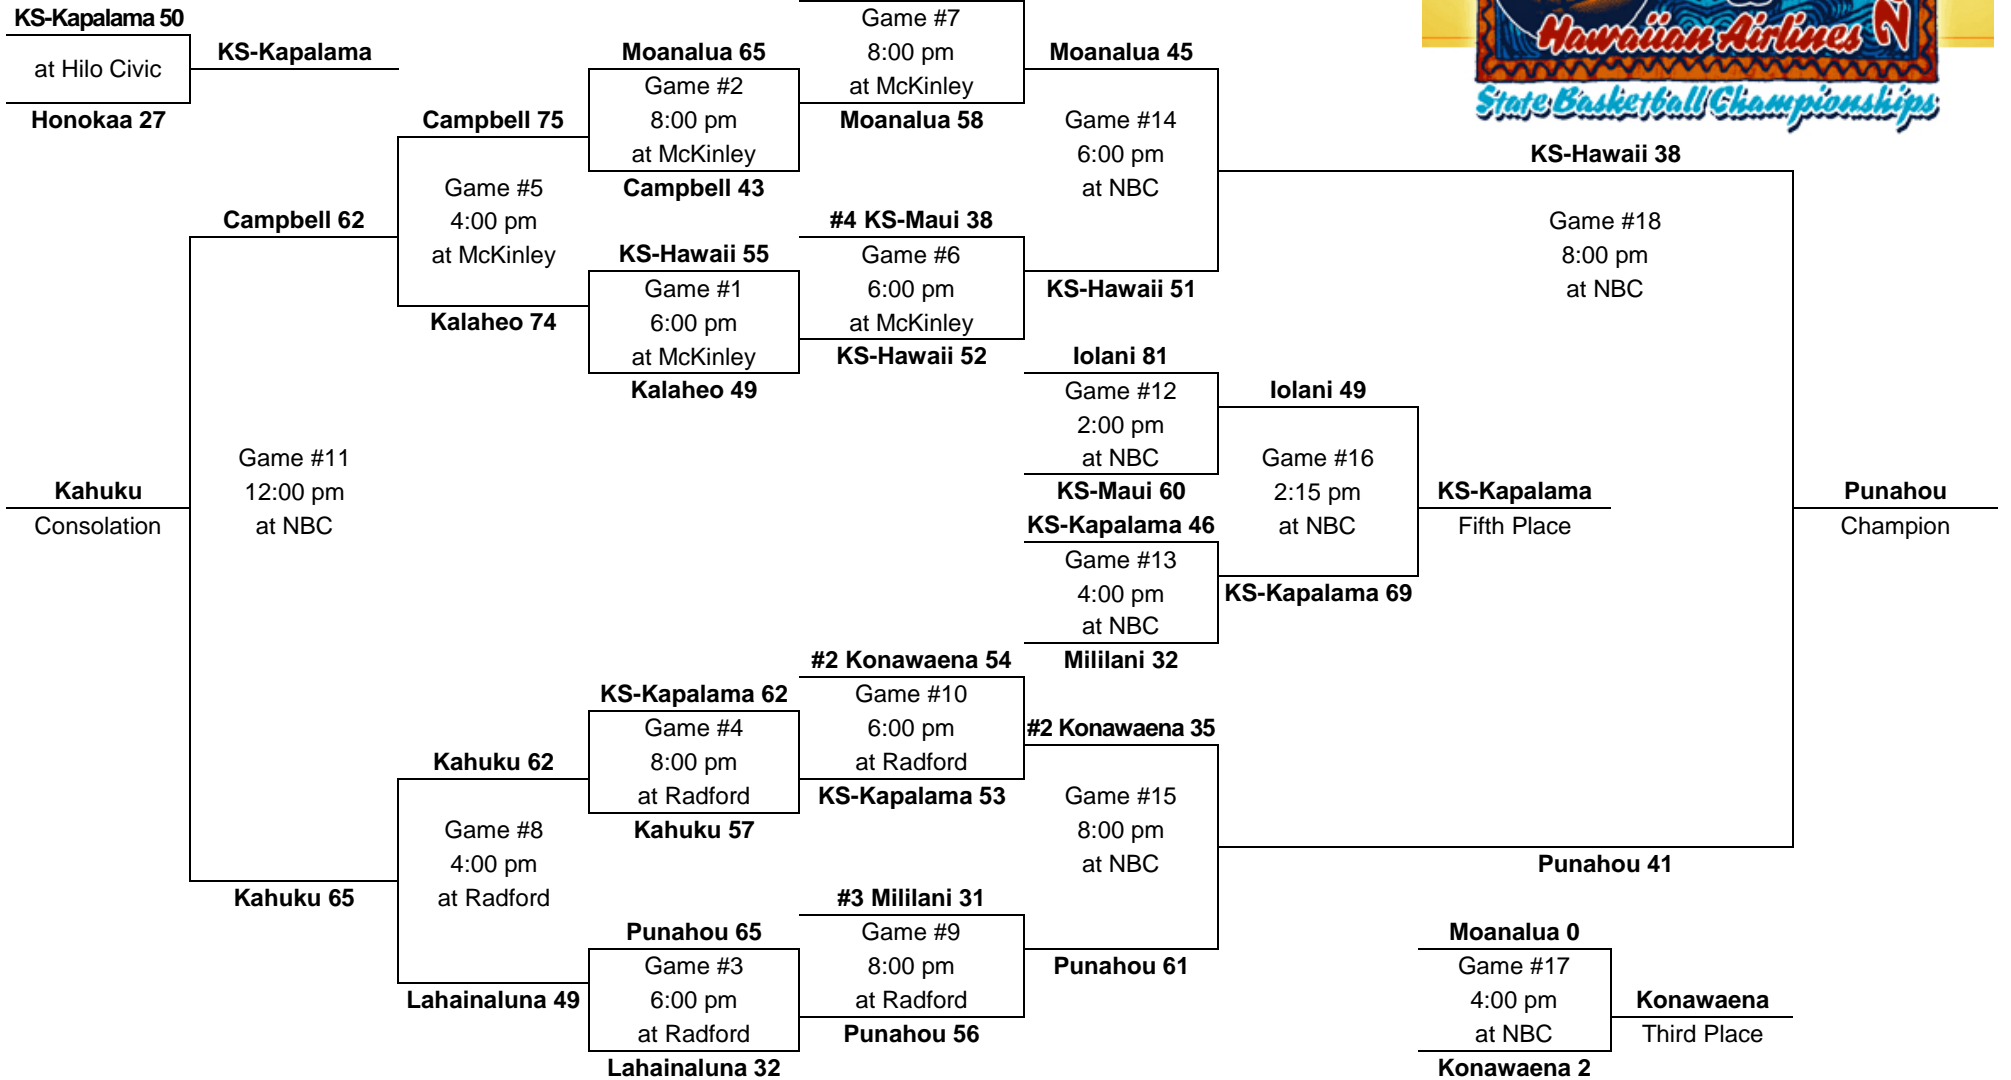 KS-Kapalama 50
at Hilo Civic
Honokaa 27
KS-Kapalama
Campbell 62
Game #11
12:00 pm
at NBC
Kahuku
Consolation
Kahuku 65
Campbell 75
Game #5
4:00 pm
at McKinley
Kalaheo 74
Kahuku 62
Game #8
4:00 pm
at Radford
Lahainaluna 49
Moanalua 65
Game #2
8:00 pm
at McKinley
Campbell 43
KS-Hawaii 55
Game #1
6:00 pm
at McKinley
Kalaheo 49
KS-Kapalama 62
Game #4
8:00 pm
at Radford
Kahuku 57
Punahou 65
Game #3
6:00 pm
at Radford
Lahainaluna 32
Game #7
8:00 pm
at McKinley
Moanalua 58
#4 KS-Maui 38
Game #6
6:00 pm
at McKinley
KS-Hawaii 52
#2 Konawaena 54
Game #10
6:00 pm
at Radford
KS-Kapalama 53
#3 Mililani 31
Game #9
8:00 pm
at Radford
Punahou 56
Moanalua 45
Game #14
6:00 pm
at NBC
KS-Hawaii 51
Iolani 81
Game #12
2:00 pm
at NBC
KS-Maui 60
KS-Kapalama 46
Game #13
4:00 pm
at NBC
Mililani 32
#2 Konawaena 35
Game #15
8:00 pm
at NBC
Punahou 61
Iolani 49
Game #16
2:15 pm
at NBC
KS-Kapalama 69
KS-Kapalama
Fifth Place
Hawaiian Airlines
State Basketball Championships
KS-Hawaii 38
Game #18
8:00 pm
at NBC
Punahou 41
Punahou
Champion
Moanalua 0
Game #17
4:00 pm
at NBC
Konawaena 2
Konawaena
Third Place